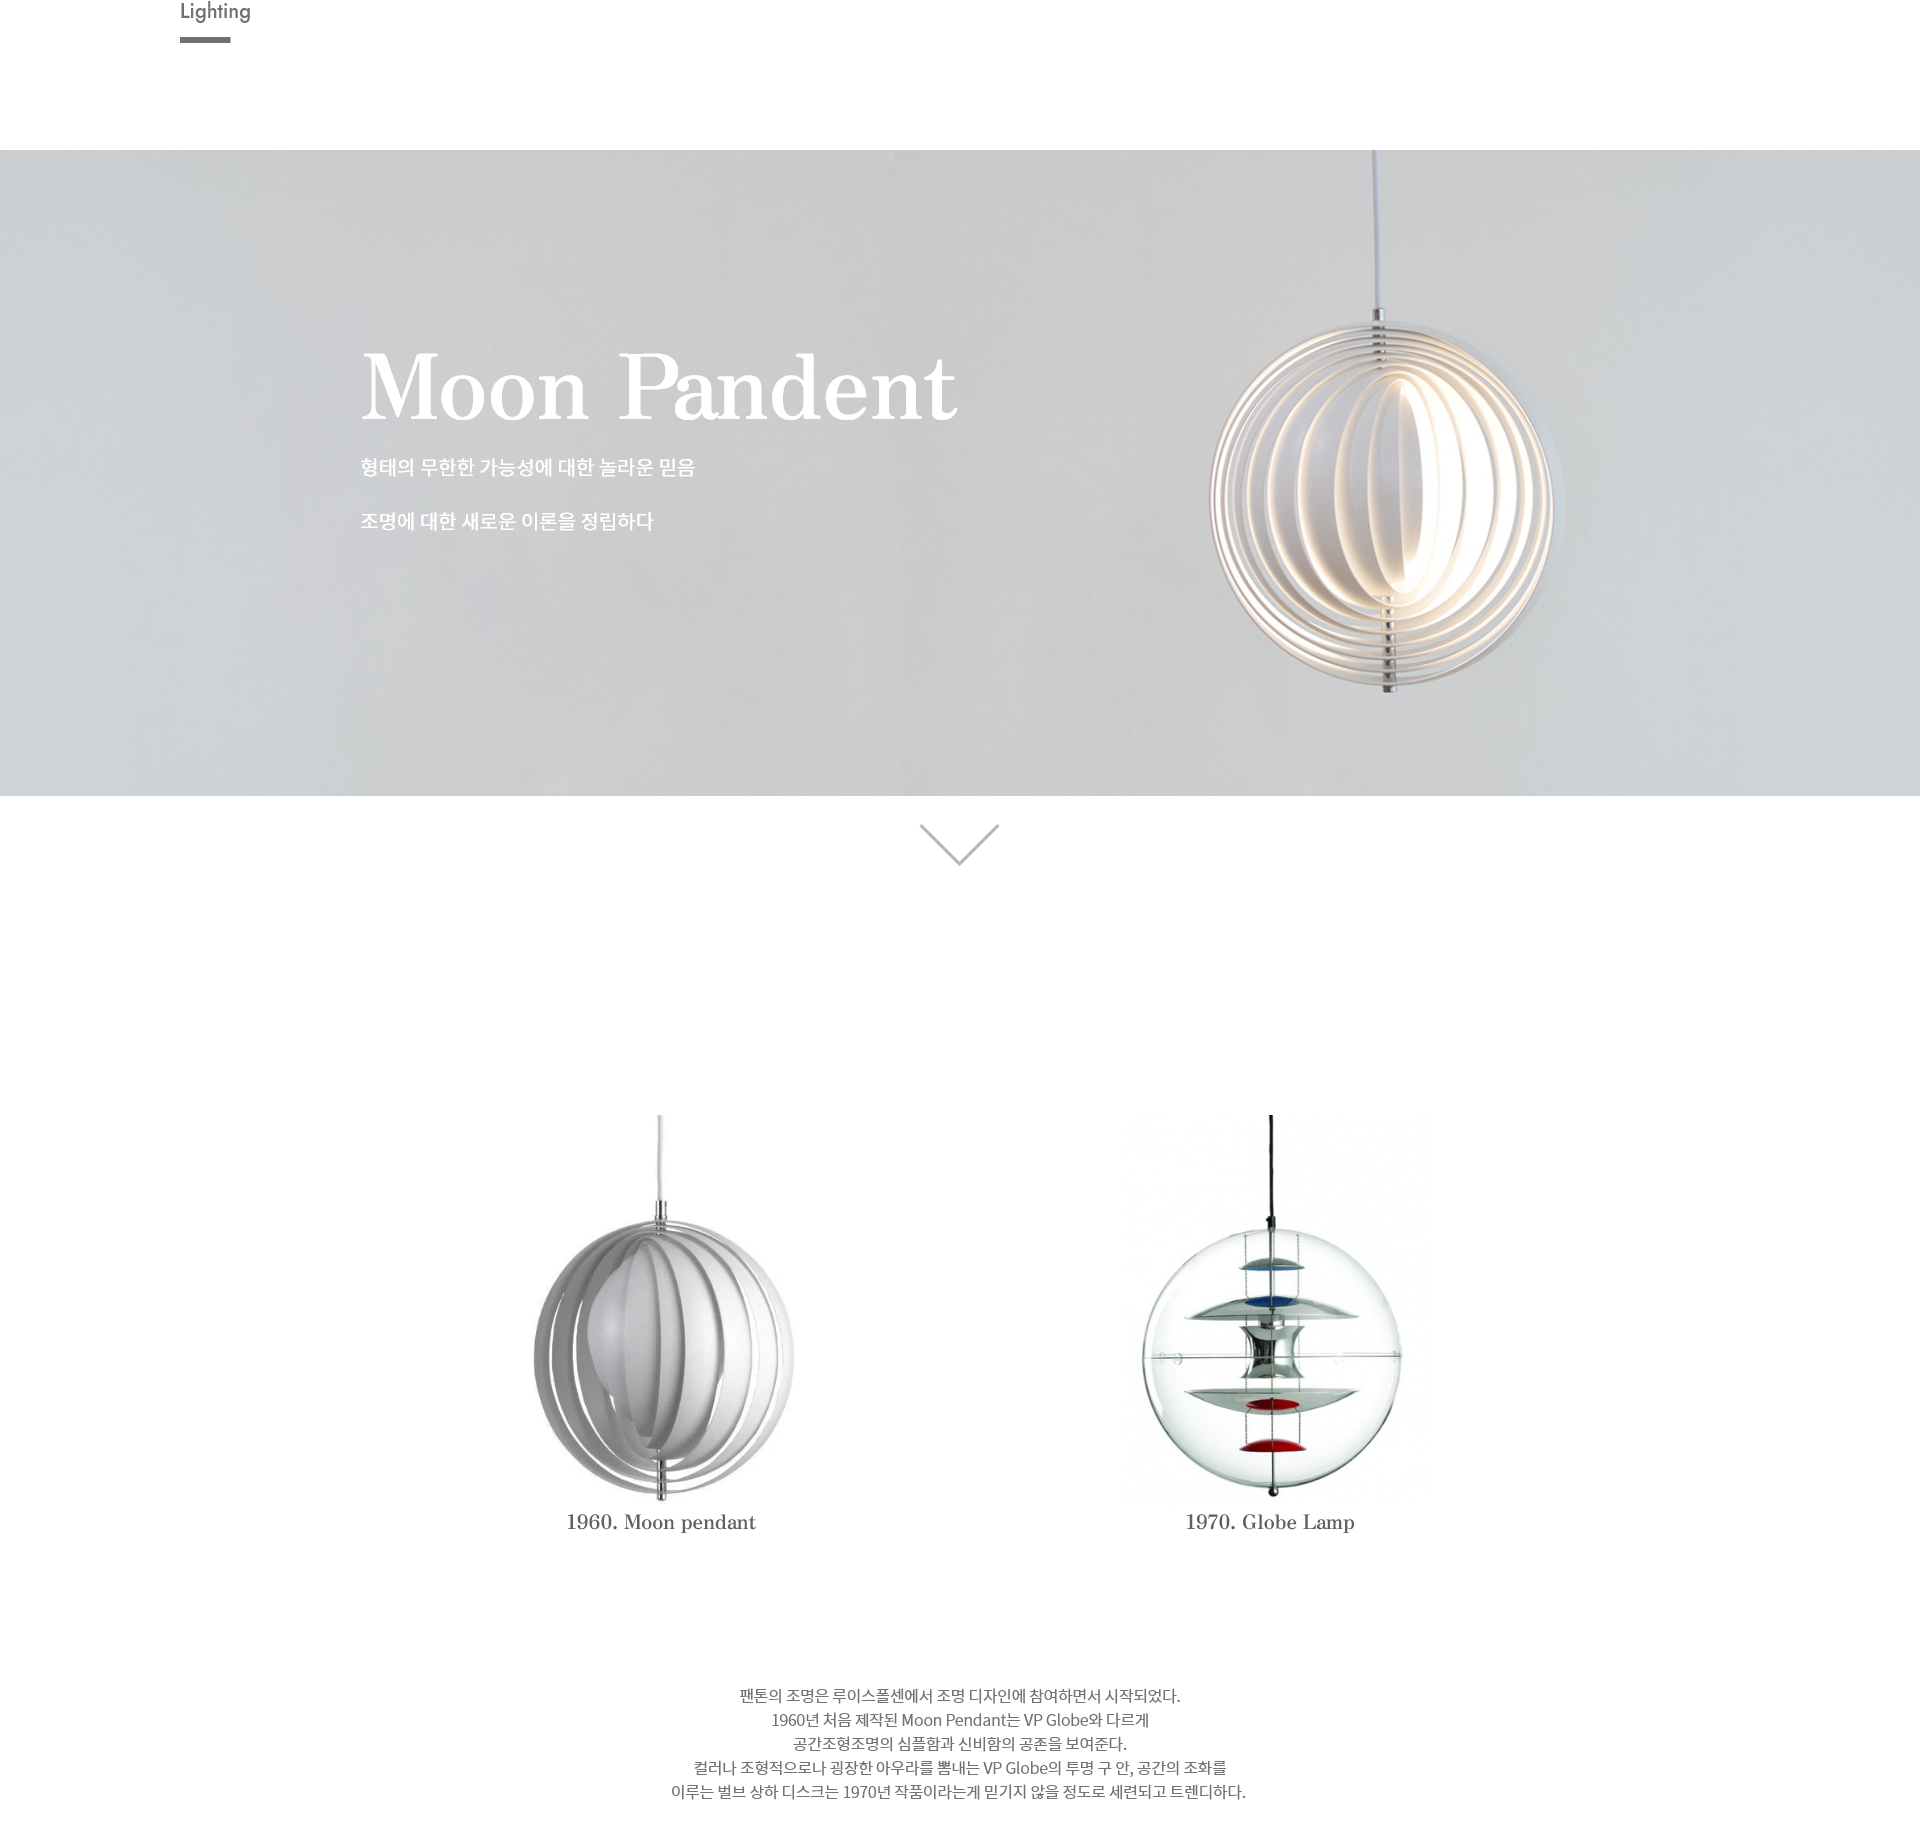 Lighting
Moon Pandent
형태의 무한한 가능성에 대한 놀라운 믿음
조명에 대한 새로운 이론을 정립하다
1960. Moon pendant
1970. Globe Lamp
팬톤의 조명은 루이스폴센에서 조명 디자인에 참여하면서 시작되었다.
1960년 처음 제작된 Moon Pendant는 VP Globe와 다르게
공간조형조명의 심플함과 신비함의 공존을 보여준다.
컬러나 조형적으로나 굉장한 아우라를 뽐내는 VP Globe의 투명 구 안, 공간의 조화를
이루는 벌브 상하 디스크는 1970년 작품이라는게 믿기지 않을 정도로 세련되고 트렌디하다.